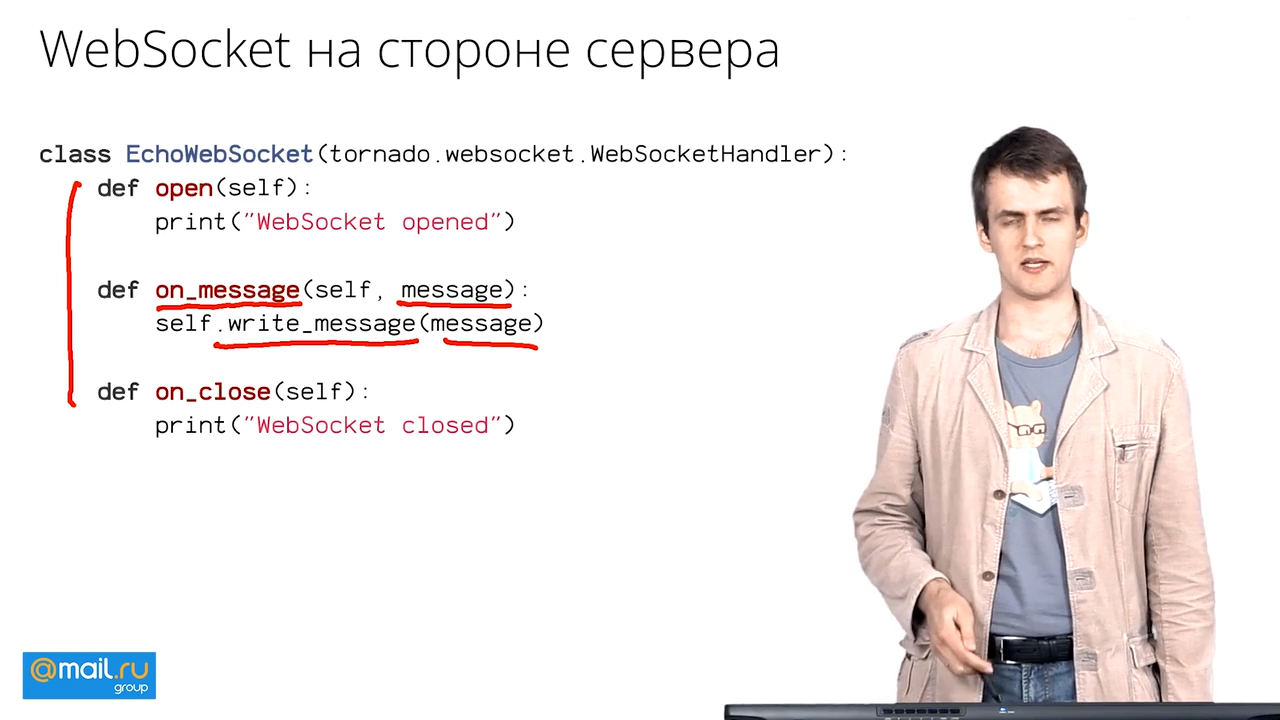 WebSocket на стороне сервера
class EchoWebSocket(tornado.websocket.WebSocketHandler):
def open(self):
print("WebSocket opened")
def on_message(self, message):
self.write_message(message)
def on_close(self):
print("WebSocket closed")
@mail.ru
group